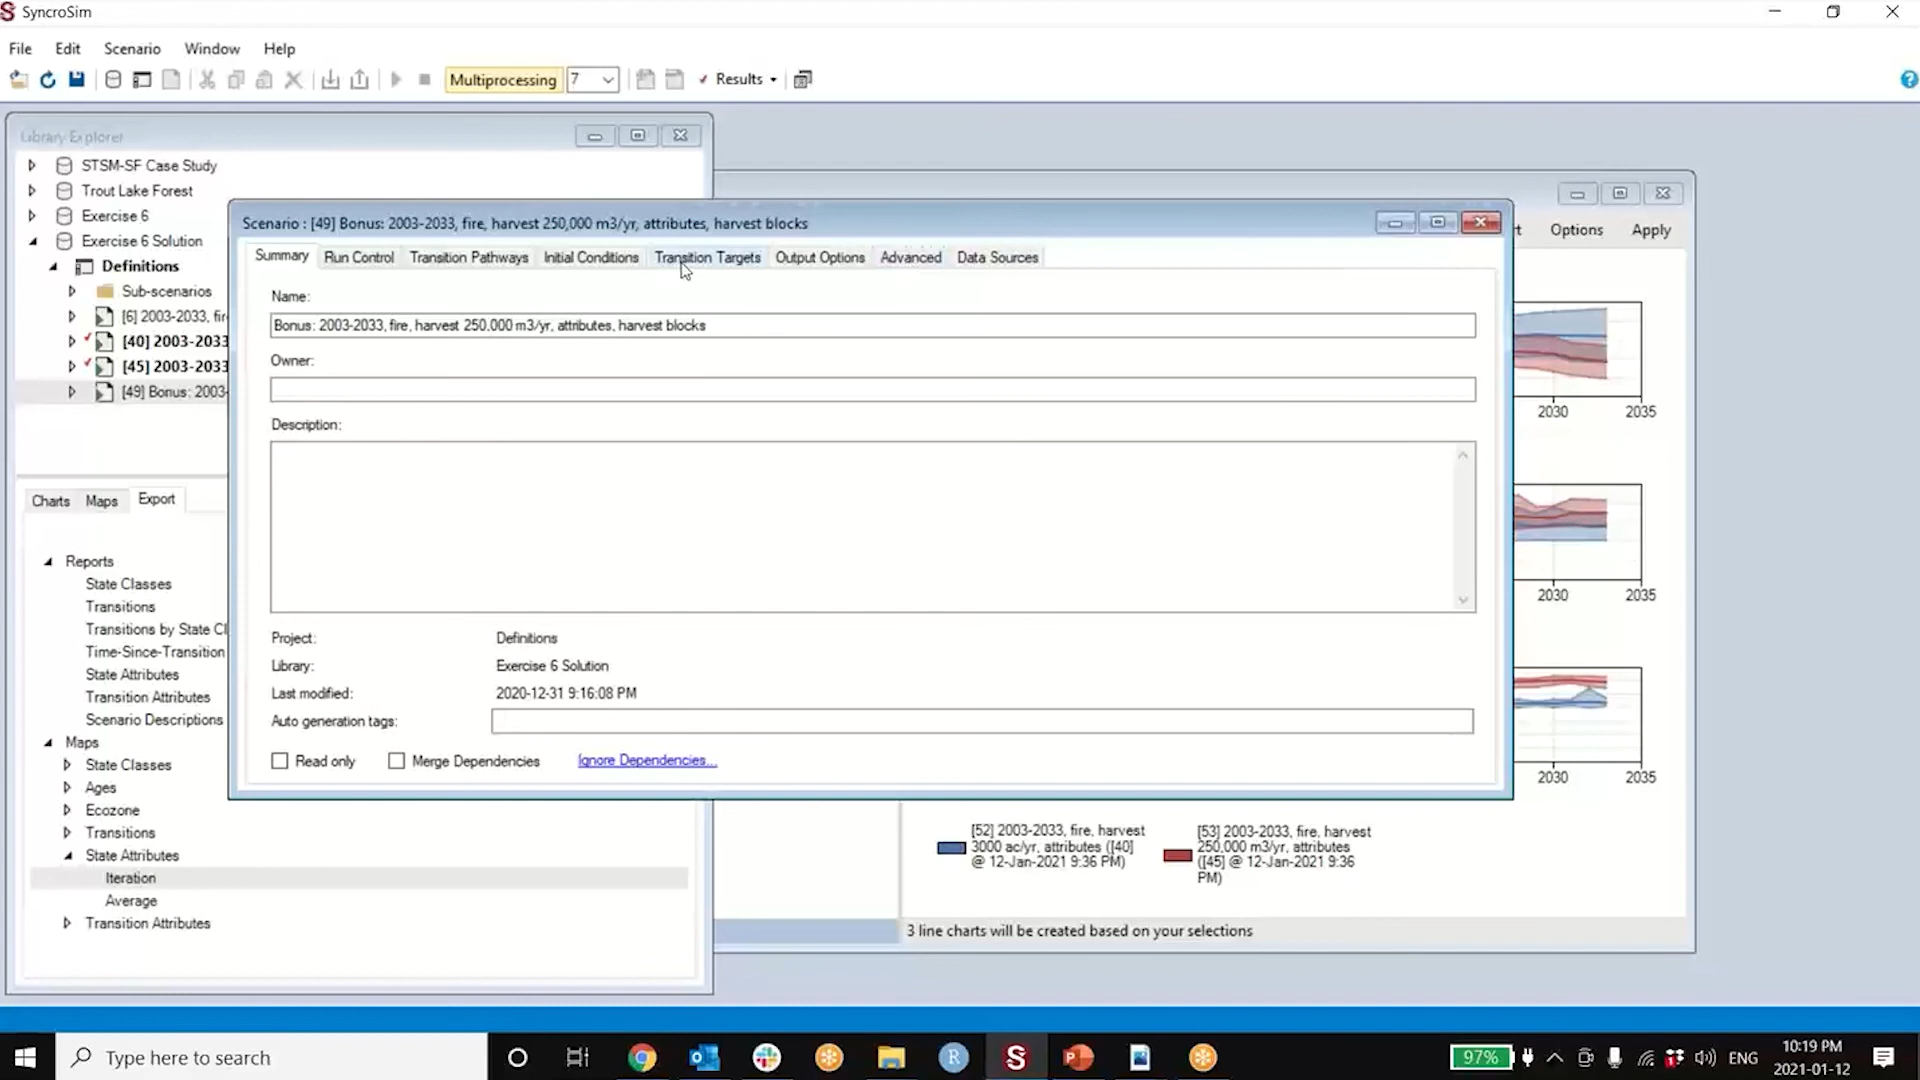 SyncroSim
File Edit Scenario Window Help
Multiprocessing 7 Results
Library Explorer
STSM-SF Case Study
Trout Lake Forest
Exercise 6
Exercise 6 Solution
Definitions
Sub-scenarios
[6] 2003-2033, fir
[40] 2003-2033
[45] 2003-2033
[49] Bonus: 2003-
Charts Maps Export
Reports
State Classes
Transitions
Transitions by State Cl
Time-Since-Transition
State Attributes
Transition Attributes
Scenario Descriptions
Maps
State Classes
Ages
Ecozone
Transitions
State Attributes
Iteration
Average
Transition Attributes
Scenario : [49] Bonus: 2003-2033, fire, harvest 250,000 m3/yr, attributes, harvest blocks
Summary Run Control Transition Pathways Initial Conditions Transition Targets Output Options Advanced Data Sources
Name:
Bonus: 2003-2033, fire, harvest 250,000 m3/yr, attributes, harvest blocks
Owner:
Description:
Project: Definitions
Library: Exercise 6 Solution
Last modified: 2020-12-31 9:16:08 PM
Auto generation tags:
Read only Merge Dependencies Ignore Dependencies...
Options Apply
2030 2035
2030 2035
2030 2035
[52] 2003-2033, fire, harvest
3000 ac/yr, attributes ([40]
@ 12-Jan-2021 9:36 PM)
[53] 2003-2033, fire, harvest
250,000 m3/yr, attributes
([45] @ 12-Jan-2021 9:36
PM)
3 line charts will be created based on your selections
Type here to search
97%
ENG
10:19 PM
2021-01-12